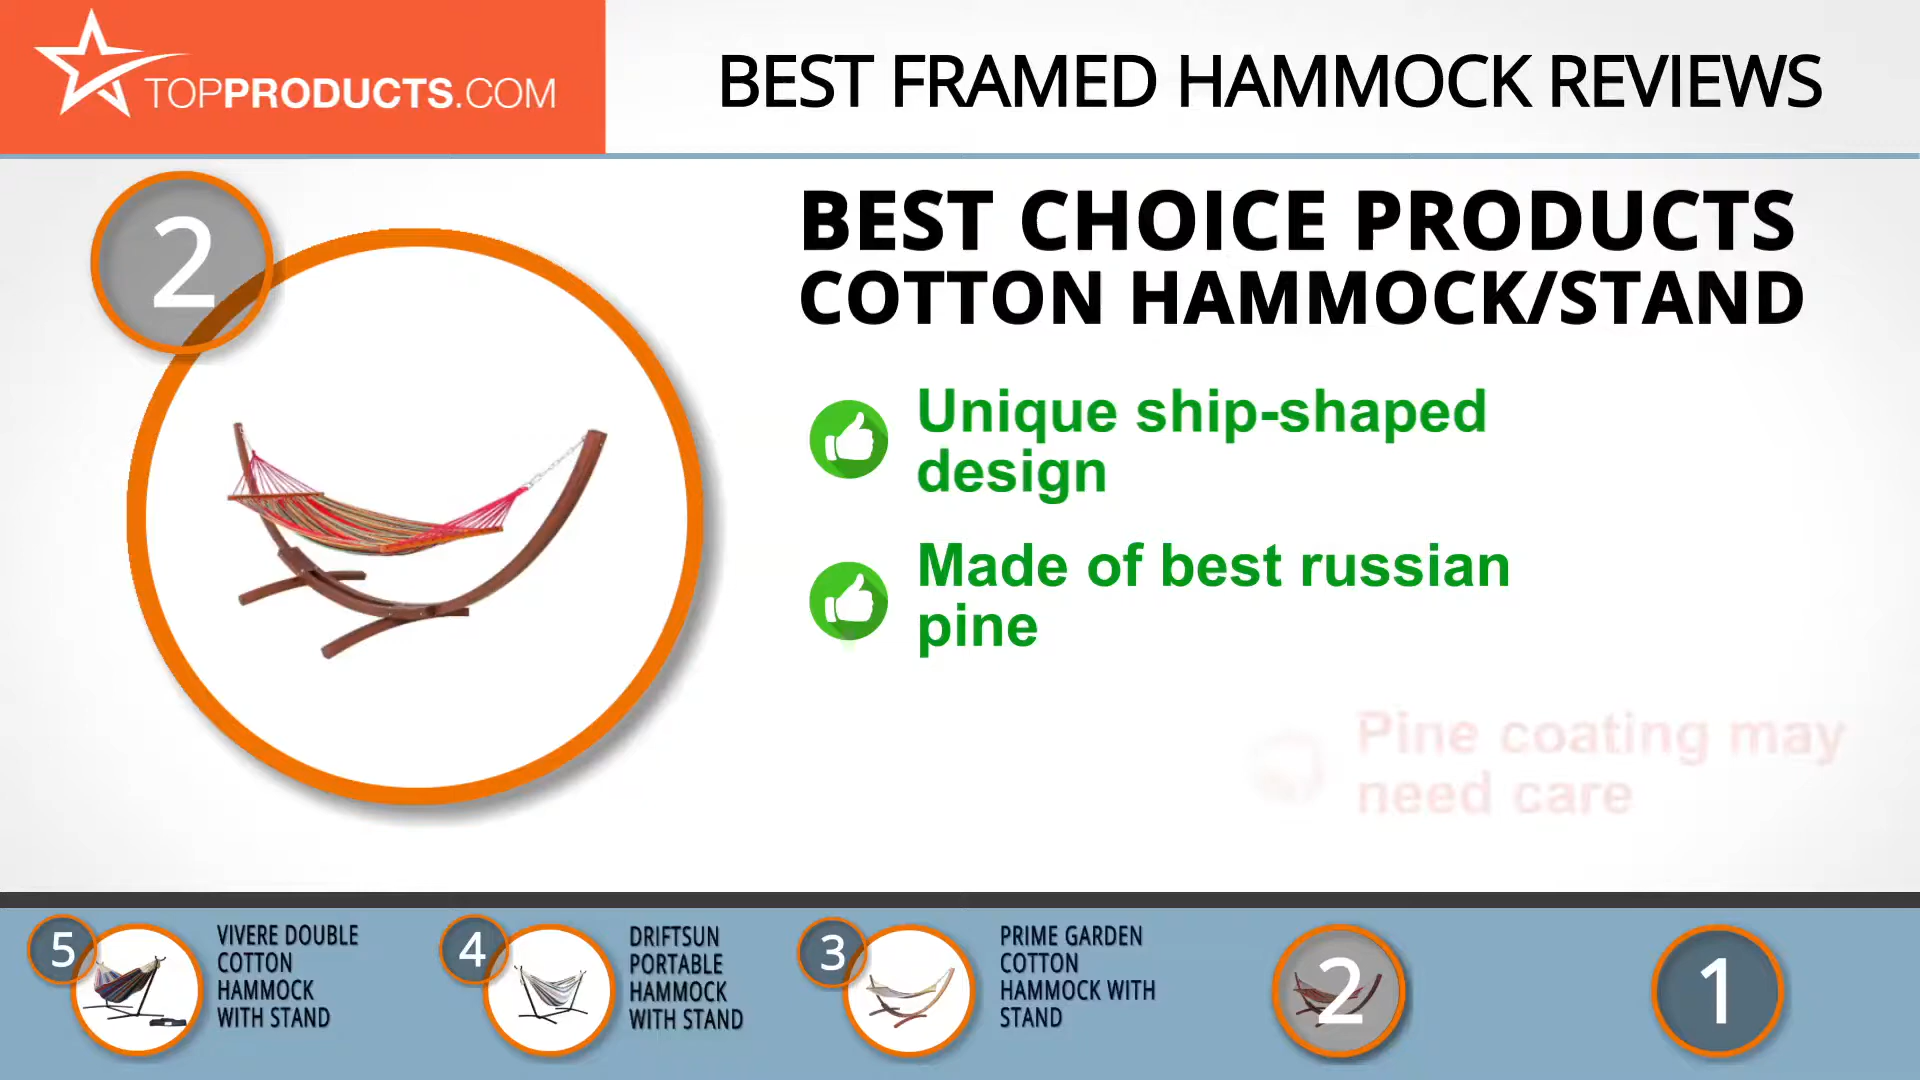 TOPPRODUCTS.COM
BEST FRAMED HAMMOCK REVIEWS
2
BEST CHOICE PRODUCTS
COTTON HAMMOCK/STAND
Unique ship-shaped
design
Made of best russian
pine
Pine coating may
need care
5
VIVERE DOUBLE
COTTON
HAMMOCK
WITH STAND
4
DRIFTSUN
PORTABLE
HAMMOCK
WITH STAND
3
PRIME GARDEN
COTTON
HAMMOCK WITH
STAND
2
1